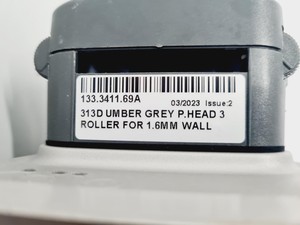 133.3411.69A 03/2023 Issue:2
313D UMBER GREY P.HEAD 3
ROLLER FOR 1.6MM WALL